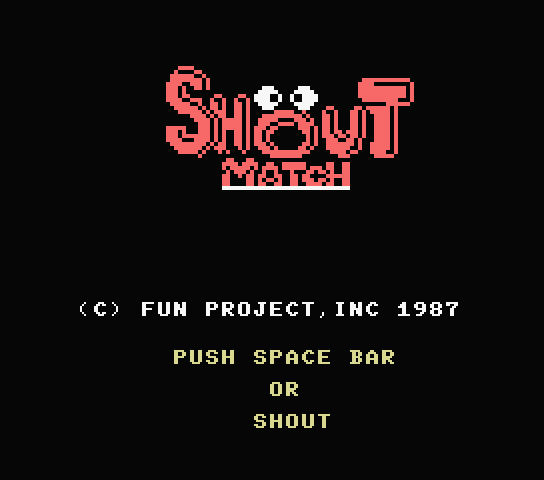 SHOUT
MATCH
(C) FUN PROJECT,INC 1987
PUSH SPACE BAR
OR
SHOUT